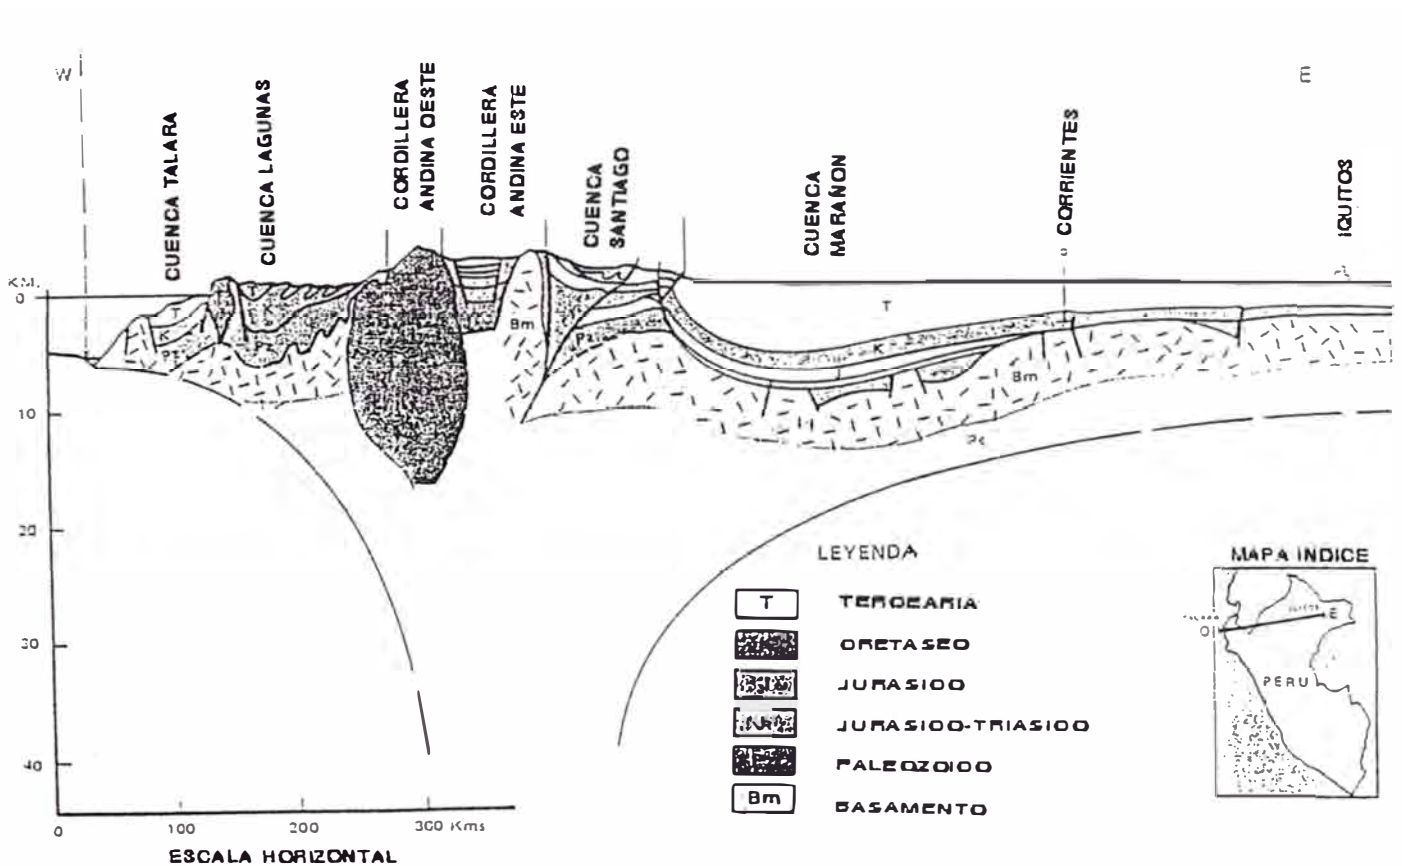 W
E
CUENCA TALARA
CUENCA LAGUNAS
CORDILLERA
ANDINA OESTE
CORDILLERA
ANDINA ESTE
CUENCA
SANTIAGO
CUENCA
MARAÑON
CORRIENTES
IQUITOS
0
10
20
30
40
T
K
T
K
Bm
T
K
J
Bm
LEYENDA
T TERCEARIA
CRETASEO
JURASICO
JURASICO-TRIASICO
PALEOZOICO
Bm BASAMENTO
MAPA INDICE
E
PERU
0 100 200 300 Kms
ESCALA HORIZONTAL